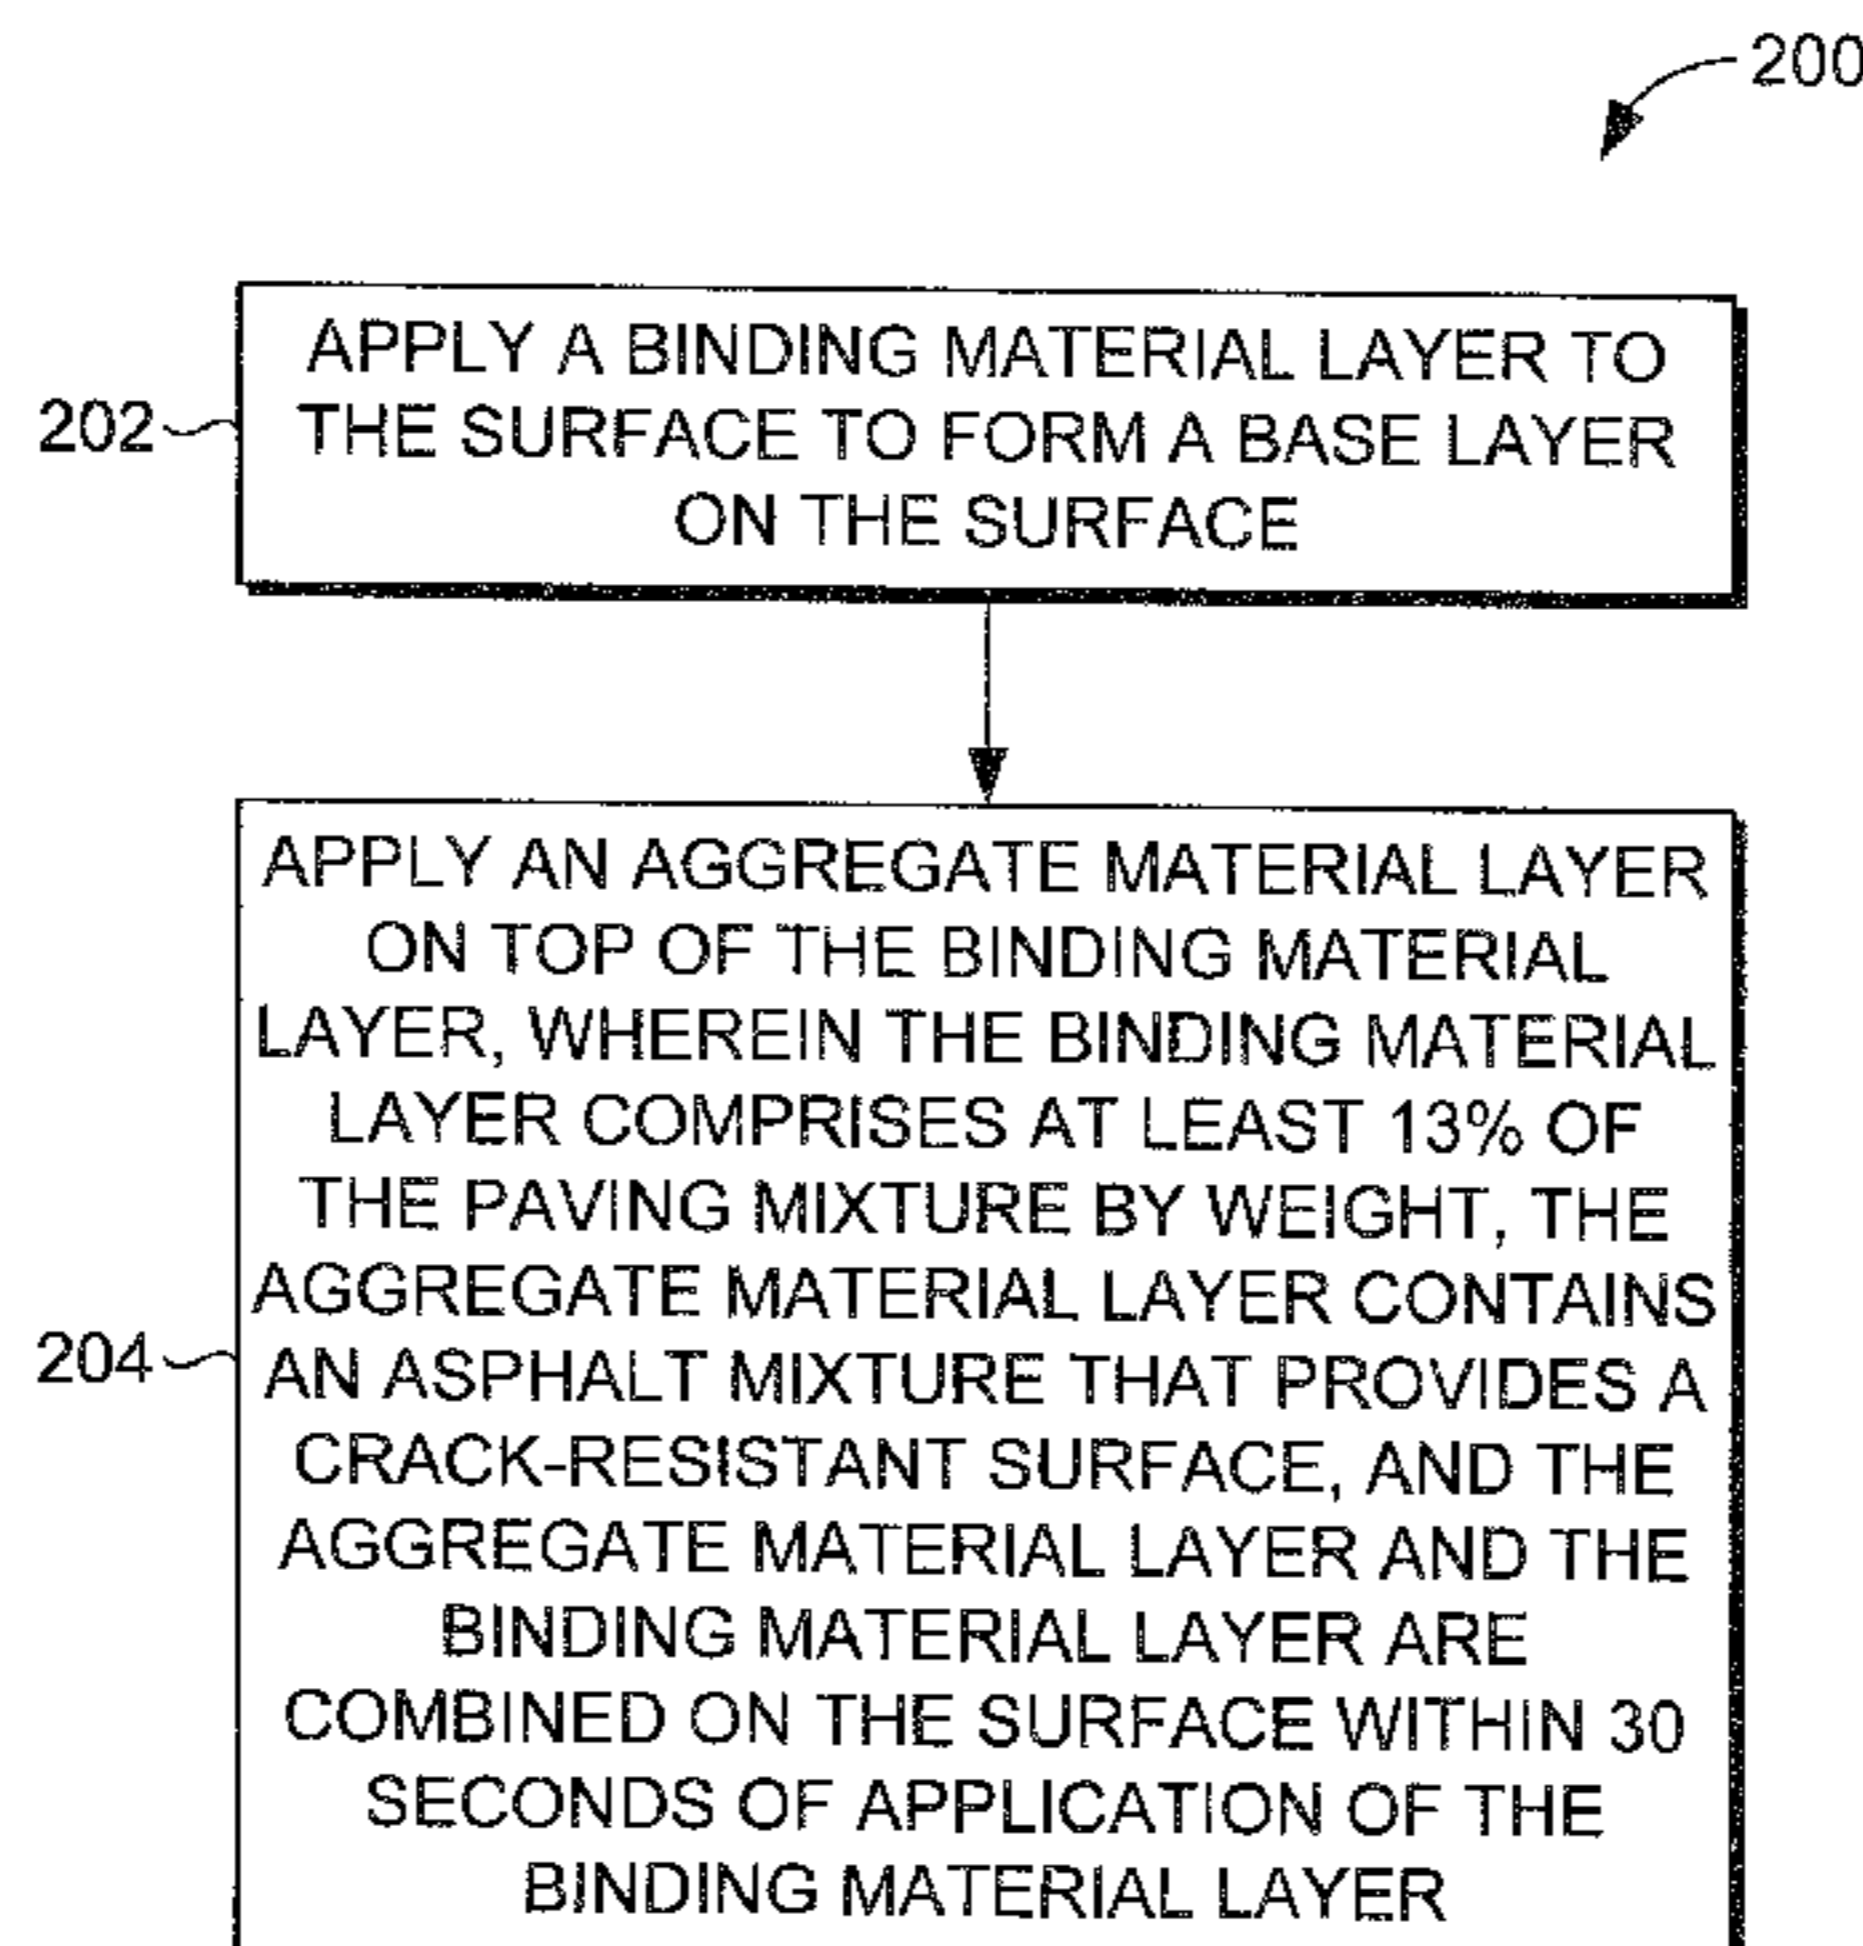 200
APPLY A BINDING MATERIAL LAYER TO
THE SURFACE TO FORM A BASE LAYER
ON THE SURFACE
202
APPLY AN AGGREGATE MATERIAL LAYER
ON TOP OF THE BINDING MATERIAL
LAYER, WHEREIN THE BINDING MATERIAL
LAYER COMPRISES AT LEAST 13% OF
THE PAVING MIXTURE BY WEIGHT, THE
AGGREGATE MATERIAL LAYER CONTAINS
AN ASPHALT MIXTURE THAT PROVIDES A
CRACK-RESISTANT SURFACE, AND THE
AGGREGATE MATERIAL LAYER AND THE
BINDING MATERIAL LAYER ARE
COMBINED ON THE SURFACE WITHIN 30
SECONDS OF APPLICATION OF THE
BINDING MATERIAL LAYER
204